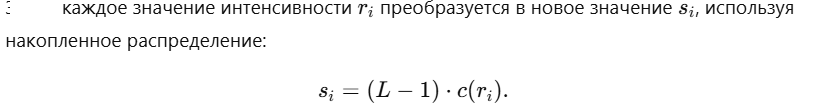 каждое значение интенсивности rᵢ преобразуется в новое значение sᵢ, используя
накопленное распределение:
sᵢ = (L − 1) · c(rᵢ).